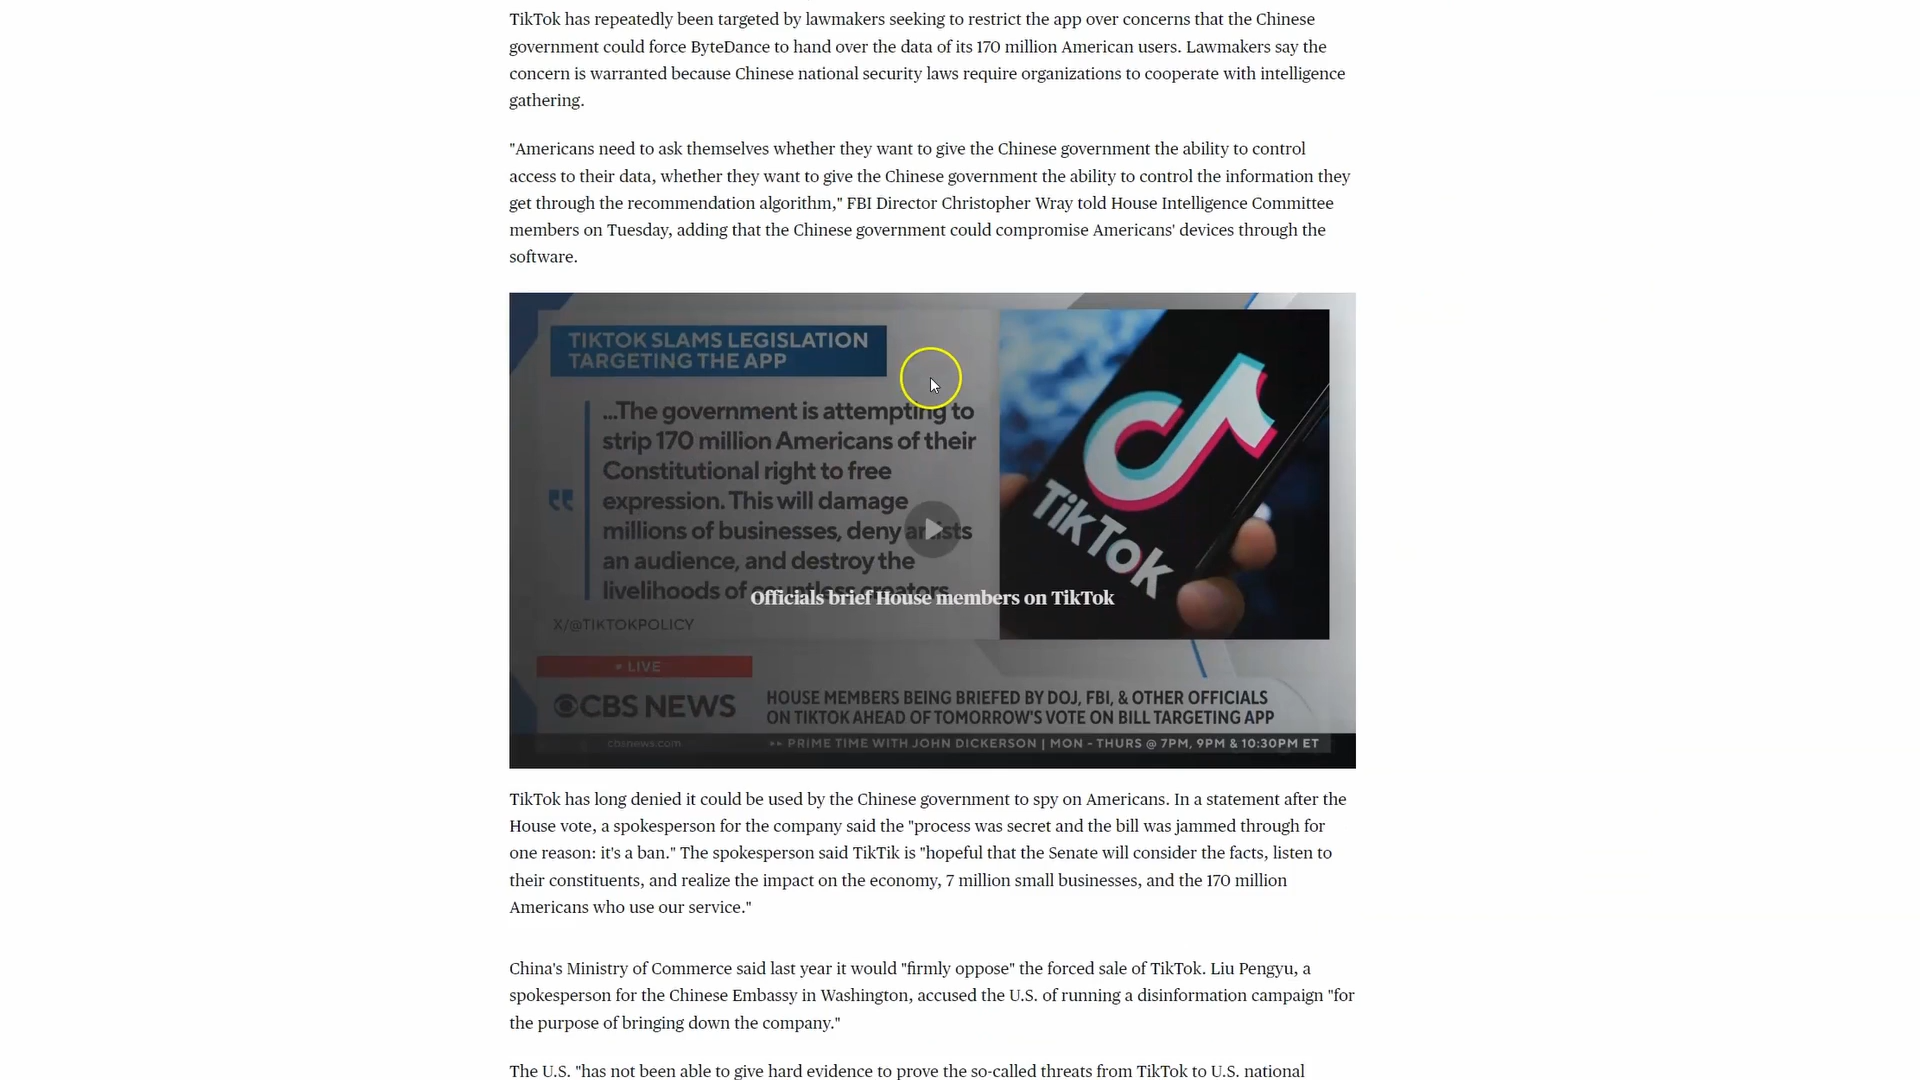 TikTok has repeatedly been targeted by lawmakers seeking to restrict the app over concerns that the Chinese
government could force ByteDance to hand over the data of its 170 million American users. Lawmakers say the
concern is warranted because Chinese national security laws require organizations to cooperate with intelligence
gathering.
"Americans need to ask themselves whether they want to give the Chinese government the ability to control
access to their data, whether they want to give the Chinese government the ability to control the information they
get through the recommendation algorithm," FBI Director Christopher Wray told House Intelligence Committee
members on Tuesday, adding that the Chinese government could compromise Americans' devices through the
software.
TIKTOK SLAMS LEGISLATION
TARGETING THE APP
...The government is attempting to
strip 170 million Americans of their
Constitutional right to free
expression. This will damage
millions of businesses, deny artists
an audience, and destroy the
livelihoods of countless creators
X/@TIKTOKPOLICY
TikTok
Officials brief House members on TikTok
LIVE
CBS NEWS
HOUSE MEMBERS BEING BRIEFED BY DOJ, FBI, & OTHER OFFICIALS
ON TIKTOK AHEAD OF TOMORROW'S VOTE ON BILL TARGETING APP
cbsnews.com
PRIME TIME WITH JOHN DICKERSON | MON - THURS @ 7PM, 9PM & 10:30PM ET
TikTok has long denied it could be used by the Chinese government to spy on Americans. In a statement after the
House vote, a spokesperson for the company said the "process was secret and the bill was jammed through for
one reason: it's a ban." The spokesperson said TikTik is "hopeful that the Senate will consider the facts, listen to
their constituents, and realize the impact on the economy, 7 million small businesses, and the 170 million
Americans who use our service."
China's Ministry of Commerce said last year it would "firmly oppose" the forced sale of TikTok. Liu Pengyu, a
spokesperson for the Chinese Embassy in Washington, accused the U.S. of running a disinformation campaign "for
the purpose of bringing down the company."
The U.S. "has not been able to give hard evidence to prove the so-called threats from TikTok to U.S. national